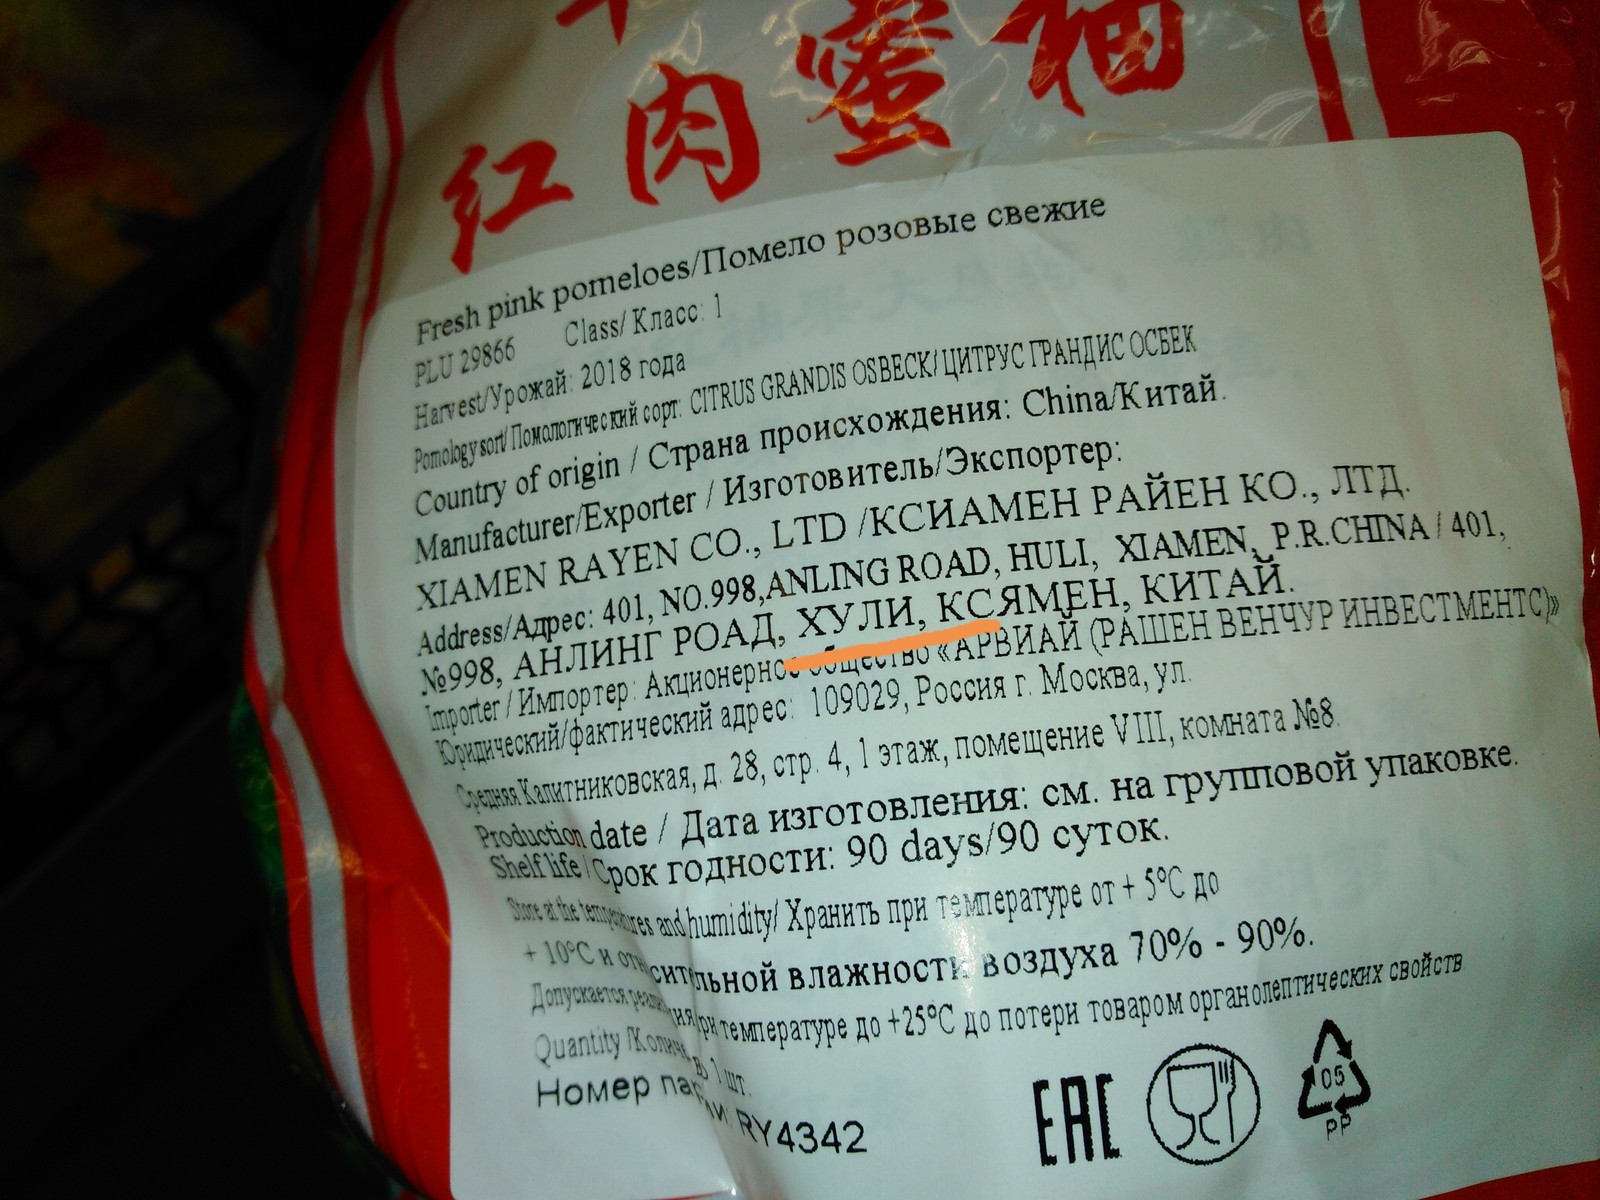 红肉蜜柚
Fresh pink pomeloes/Помело розовые свежие
PLU 29866 Class/ Класс: 1
Harvest/Урожай: 2018 года
Pomology sort/ Помологический сорт: CITRUS GRANDIS OSBECK/ ЦИТРУС ГРАНДИС ОСБЕК
Country of origin / Страна происхождения: China/Китай.
Manufacturer/Exporter / Изготовитель/Экспортер:
XIAMEN RAYEN CO., LTD /КСИАМЕН РАЙЕН КО., ЛТД.
Address/Адрес: 401, NO.998,ANLING ROAD, HULI, XIAMEN, P.R.CHINA / 401,
№998, АНЛИНГ РОАД, ХУЛИ, КСЯМЕН, КИТАЙ.
Importer / Импортер: Акционерное общество «АРВИАЙ (РАШЕН ВЕНЧУР ИНВЕСТМЕНТС)»
Юридический/фактический адрес: 109029, Россия г. Москва, ул.
Средняя Калитниковская, д. 28, стр. 4, 1 этаж, помещение VIII, комната №8.
Production date / Дата изготовления: см. на групповой упаковке.
Shelf life / Срок годности: 90 days/90 суток.
Store at the temperatures and humidity/ Хранить при температуре от + 5°С до
+ 10°С и относительной влажности воздуха 70% - 90%.
Допускается реализация при температуре до +25°С до потери товаром органолептических свойств
Quantity /Колич. в) 1 шт.
Номер партии RY4342
EAC
05
PP